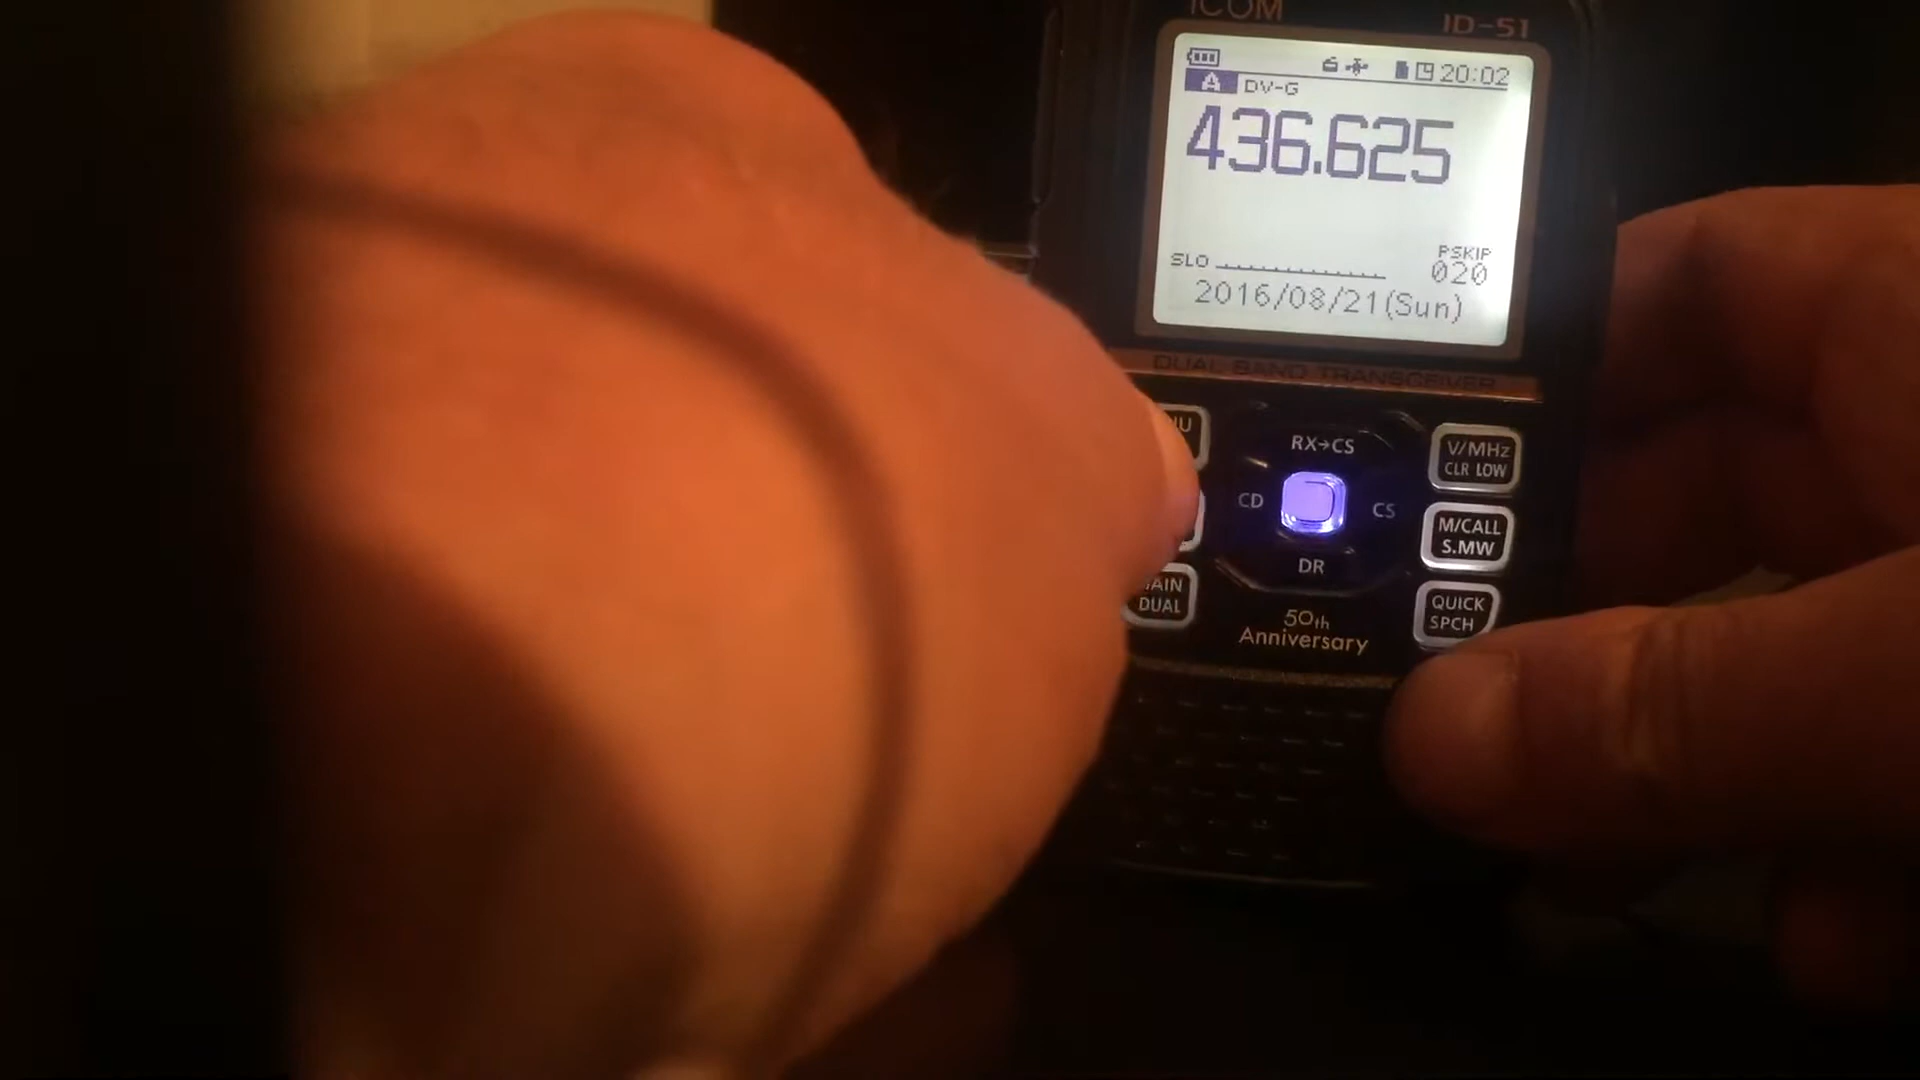 ICOM
ID-51
20:02
A DV-G
436.625
PSKIP
SLO 020
2016/08/21(Sun)
DUAL BAND TRANSCEIVER
RX→CS
V/MHz
CLR LOW
CD
CS
M/CALL
S.MW
DR
DUAL
QUICK
SPCH
50th
Anniversary